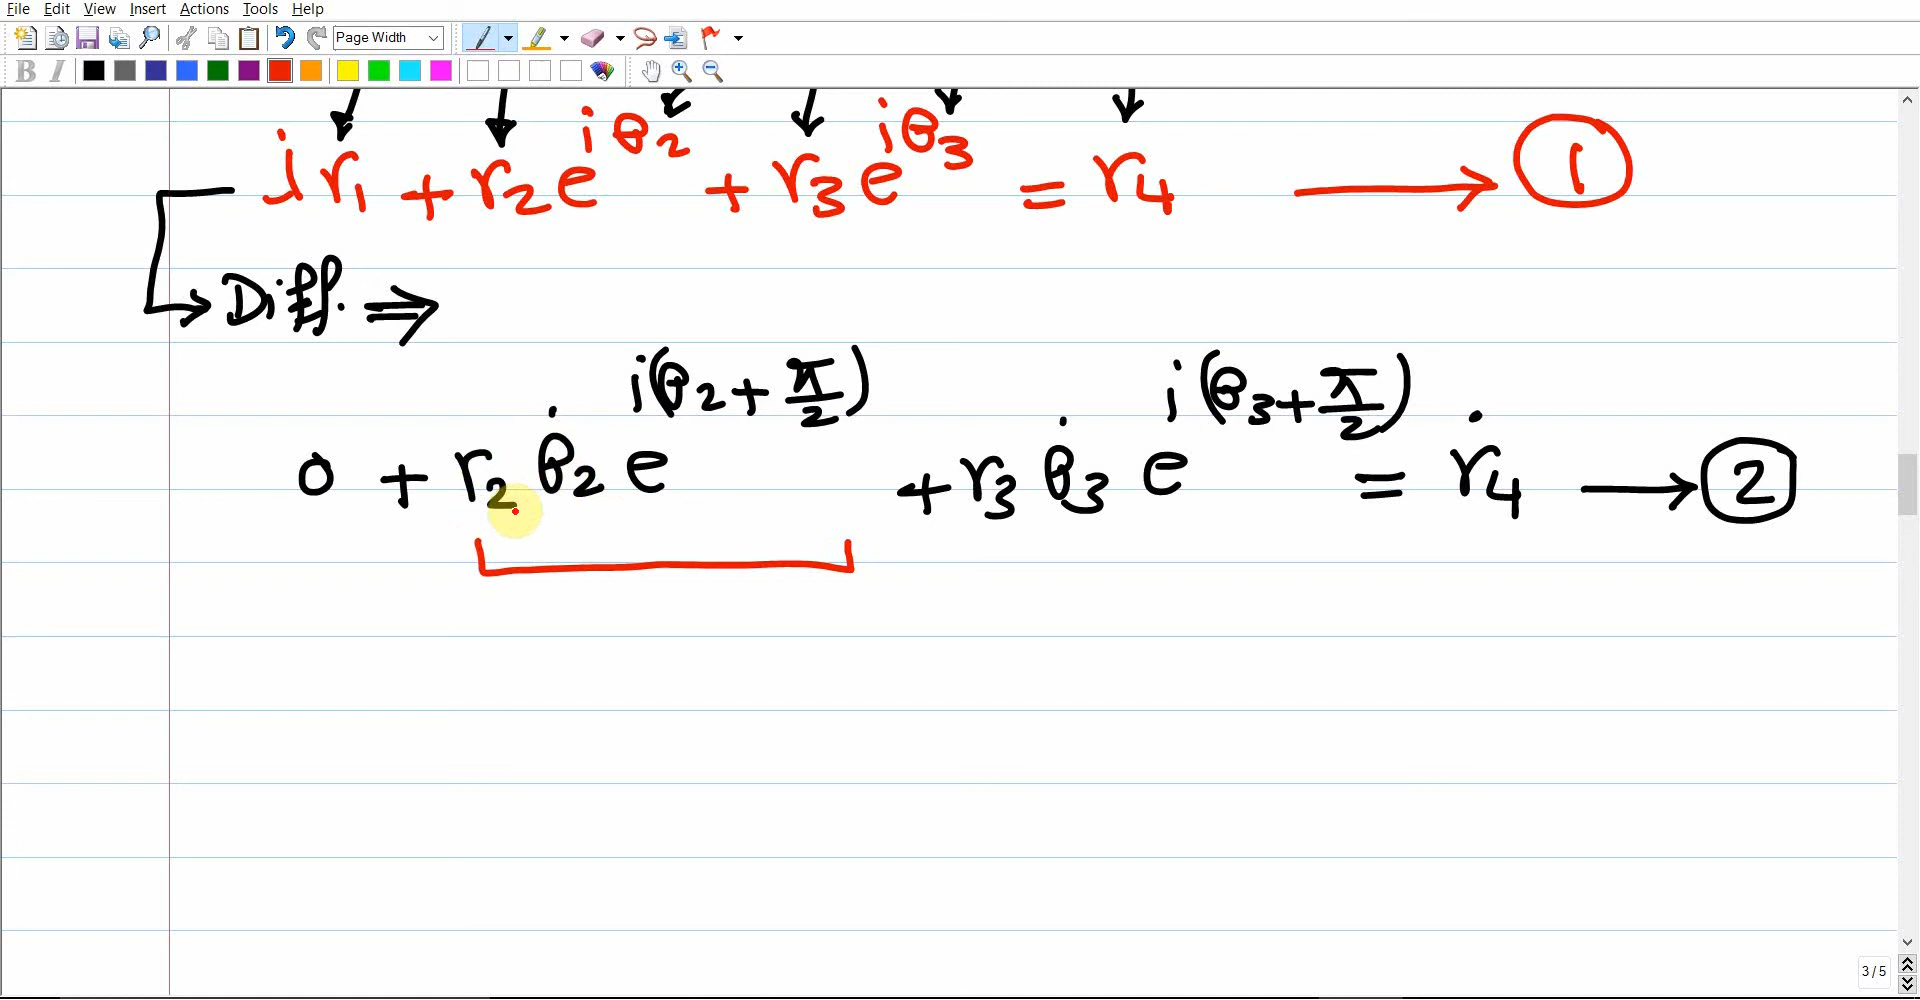 File Edit View Insert Actions Tools Help
Page Width
B I
i r1 + r2 e^{iθ2} + r3 e^{iθ3} = r4 ⟶ ①
Diff. ⇒
0 + r2 θ̇2 e^{i(θ2 + π/2)} + r3 θ̇3 e^{i(θ3 + π/2)} = ṙ4 ⟶ ②
3 / 5